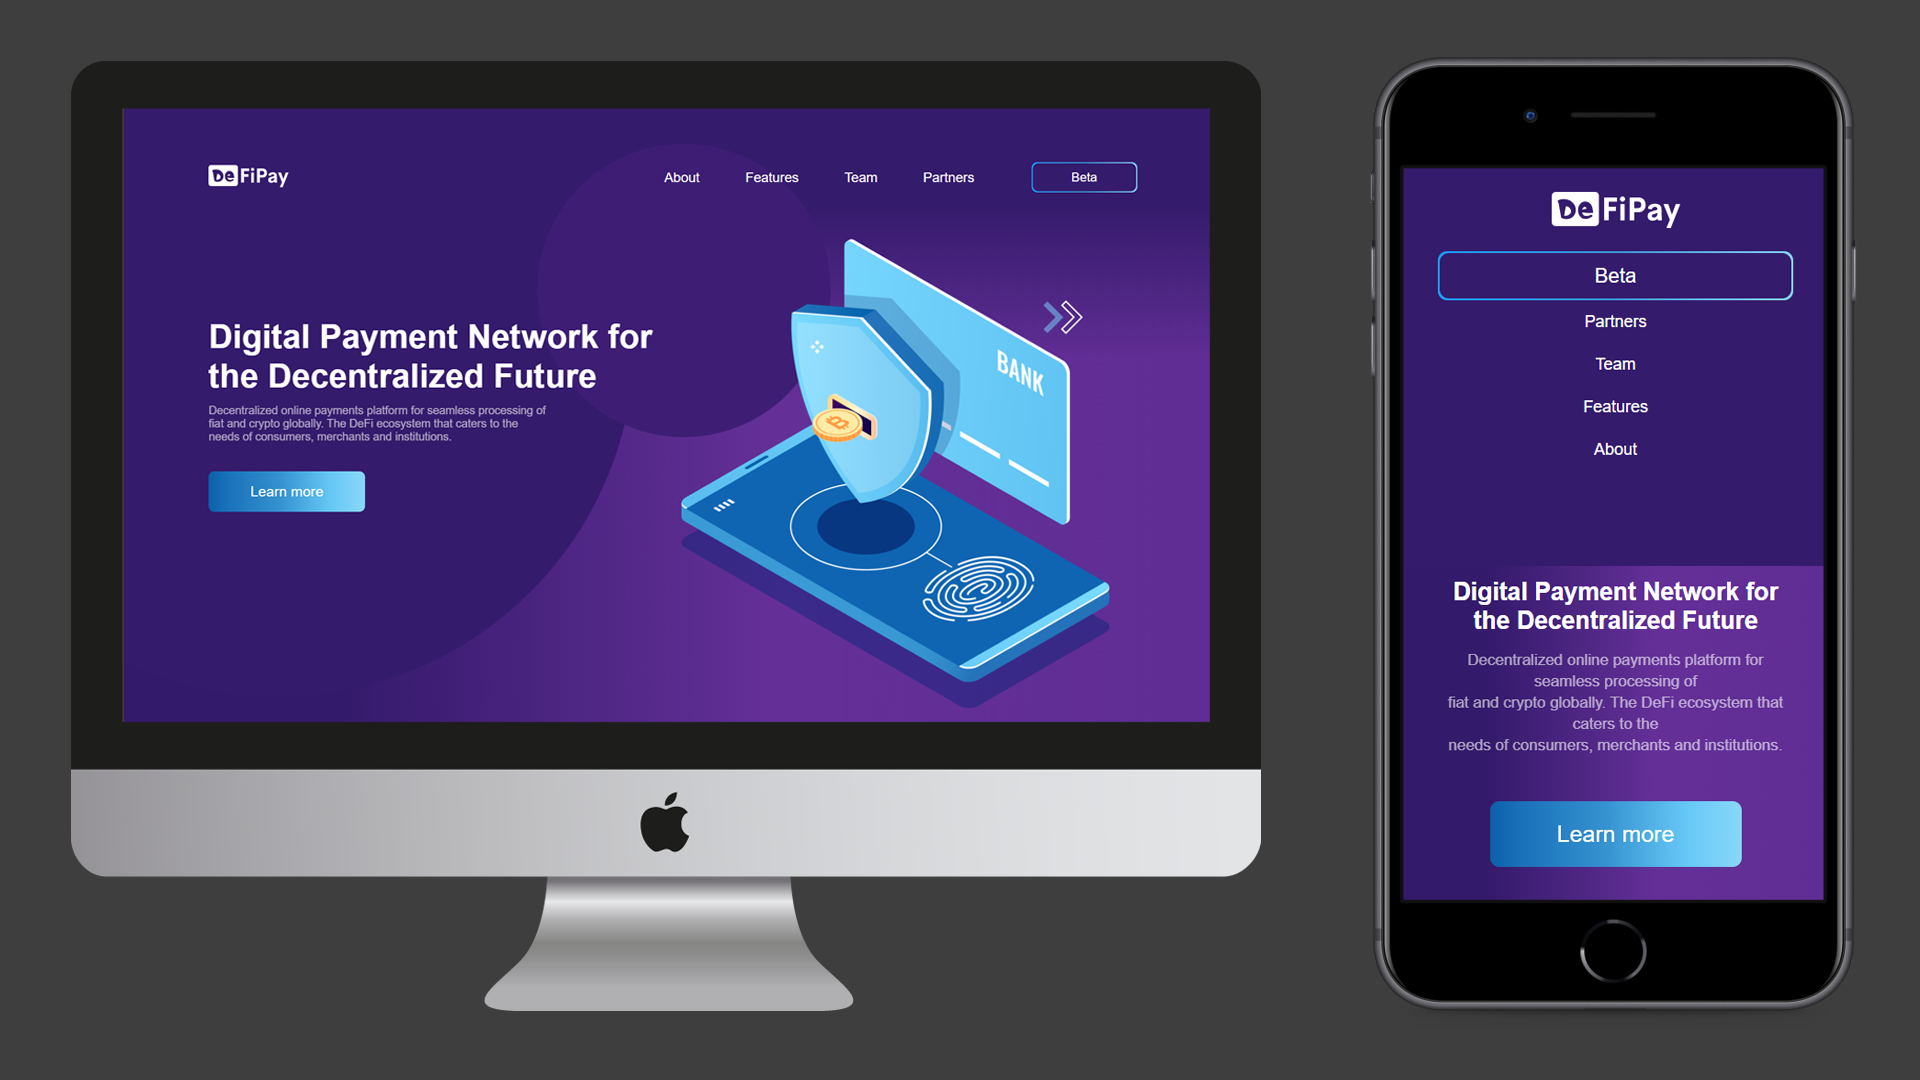 DeFiPay
About
Features
Team
Partners
Beta
BANK
Digital Payment Network for
the Decentralized Future
Decentralized online payments platform for seamless processing of
fiat and crypto globally. The DeFi ecosystem that caters to the
needs of consumers, merchants and institutions.
Learn more
DeFiPay
Beta
Partners
Team
Features
About
Digital Payment Network for
the Decentralized Future
Decentralized online payments platform for
seamless processing of
fiat and crypto globally. The DeFi ecosystem that
caters to the
needs of consumers, merchants and institutions.
Learn more